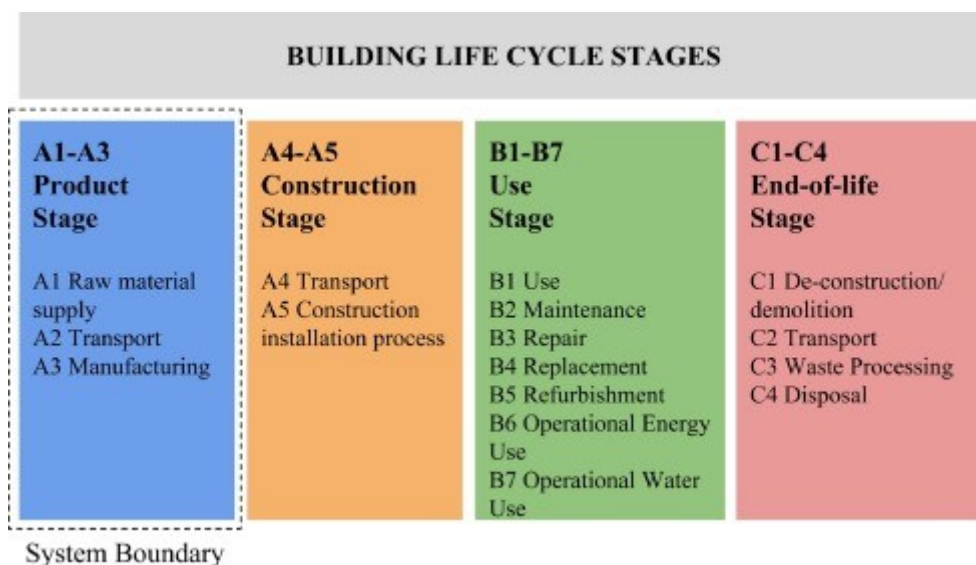 BUILDING LIFE CYCLE STAGES
A1-A3
Product
Stage
A1 Raw material
supply
A2 Transport
A3 Manufacturing
A4-A5
Construction
Stage
A4 Transport
A5 Construction
installation process
B1-B7
Use
Stage
B1 Use
B2 Maintenance
B3 Repair
B4 Replacement
B5 Refurbishment
B6 Operational Energy
Use
B7 Operational Water
Use
C1-C4
End-of-life
Stage
C1 De-construction/
demolition
C2 Transport
C3 Waste Processing
C4 Disposal
System Boundary